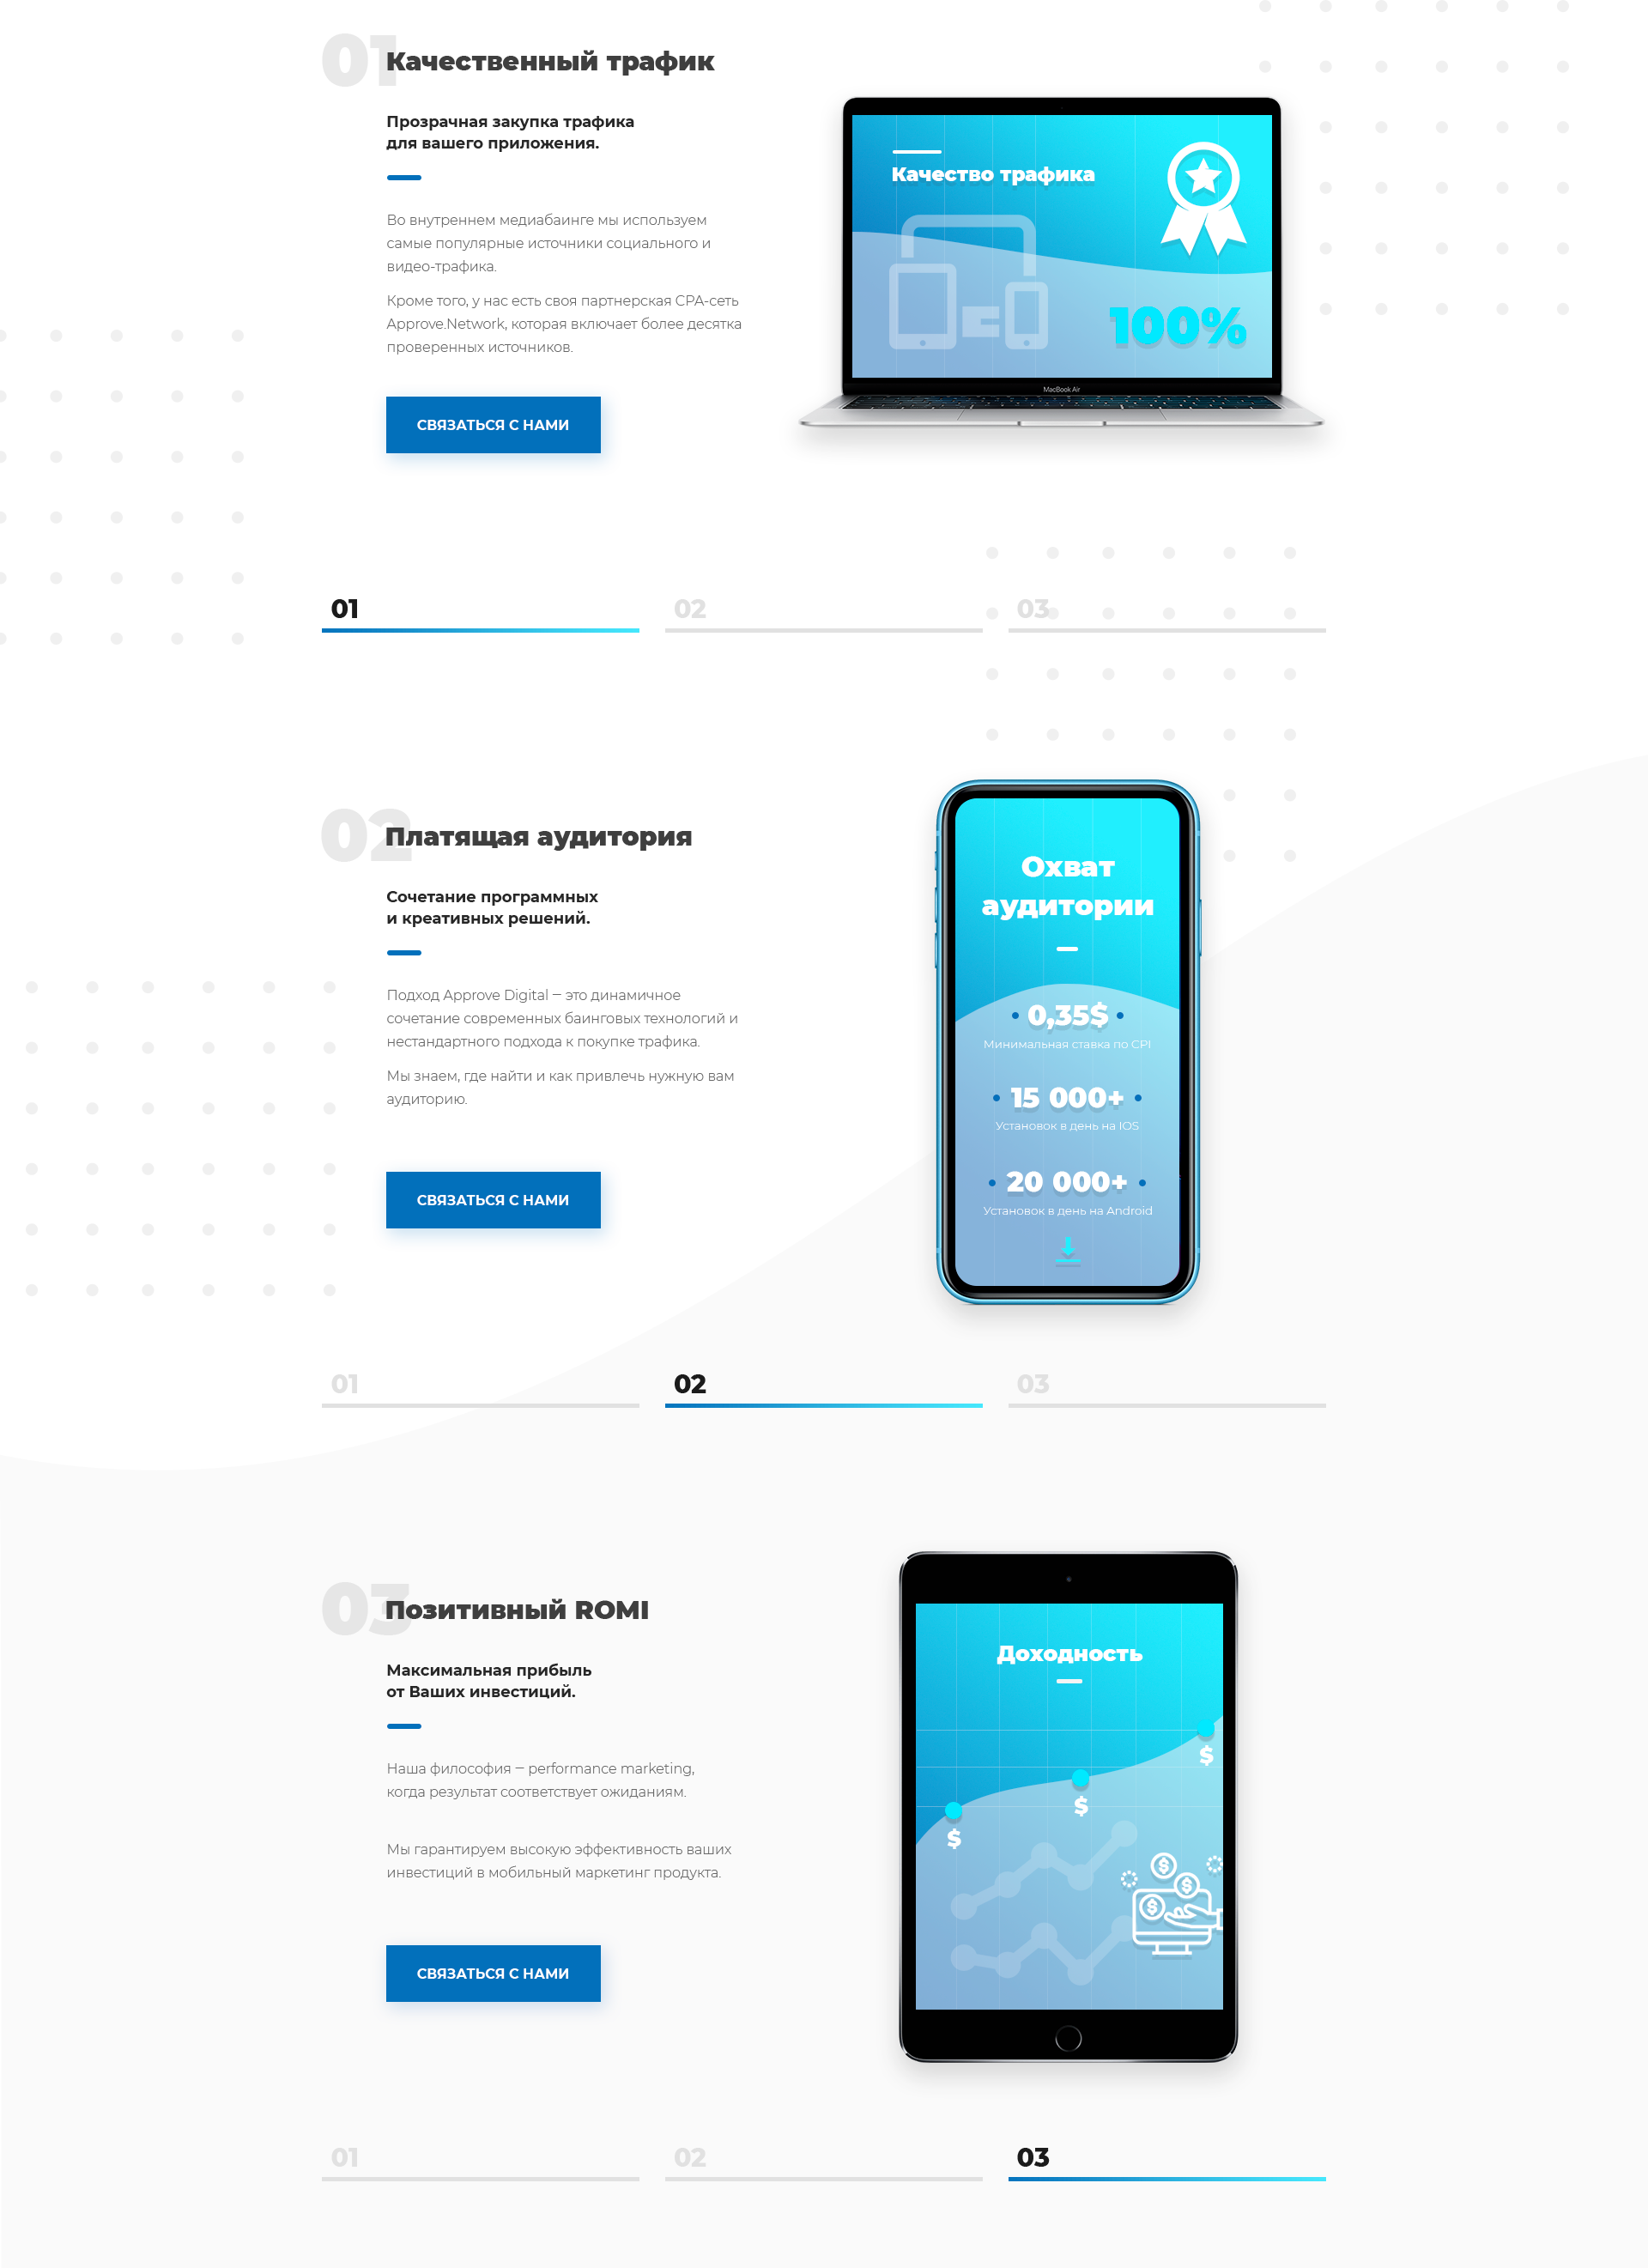 01
Качественный трафик
Прозрачная закупка трафика
для вашего приложения.
Во внутреннем медиабаинге мы используем
самые популярные источники социального и
видео-трафика.
Кроме того, у нас есть своя партнерская CPA-сеть
Approve.Network, которая включает более десятка
проверенных источников.
СВЯЗАТЬСЯ С НАМИ
Качество трафика
100%
MacBook Air
01
02
03
02
Платящая аудитория
Сочетание программных
и креативных решений.
Подход Approve Digital — это динамичное
сочетание современных баинговых технологий и
нестандартного подхода к покупке трафика.
Мы знаем, где найти и как привлечь нужную вам
аудиторию.
СВЯЗАТЬСЯ С НАМИ
Охват
аудитории
0,35$
Минимальная ставка по CPI
15 000+
Установок в день на IOS
20 000+
Установок в день на Android
01
02
03
03
Позитивный ROMI
Максимальная прибыль
от Ваших инвестиций.
Наша философия — performance marketing,
когда результат соответствует ожиданиям.
Мы гарантируем высокую эффективность ваших
инвестиций в мобильный маркетинг продукта.
СВЯЗАТЬСЯ С НАМИ
Доходность
$
$
$
$
$
$
01
02
03